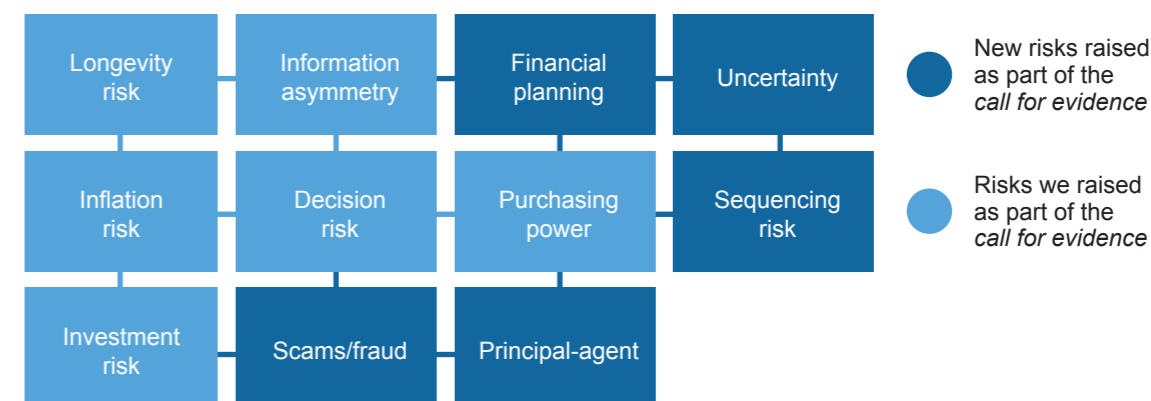 Longevity
risk
Information
asymmetry
Financial
planning
Uncertainty
Inflation
risk
Decision
risk
Purchasing
power
Sequencing
risk
Investment
risk
Scams/fraud
Principal-agent
New risks raised
as part of the
call for evidence
Risks we raised
as part of the
call for evidence